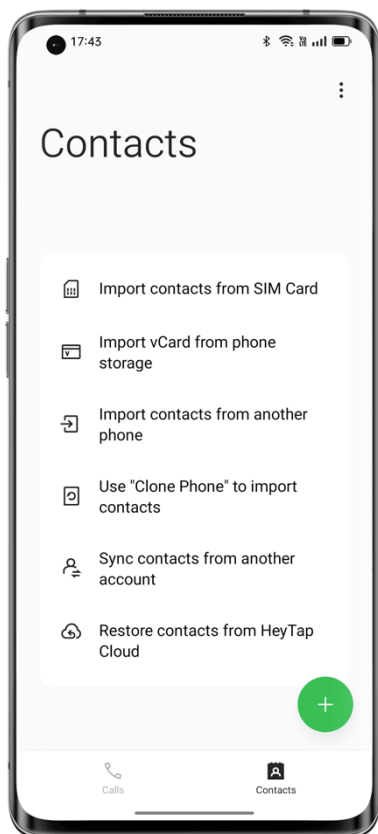 17:43
Contacts
Import contacts from SIM Card
Import vCard from phone
storage
Import contacts from another
phone
Use "Clone Phone" to import
contacts
Sync contacts from another
account
Restore contacts from HeyTap
Cloud
Calls
Contacts